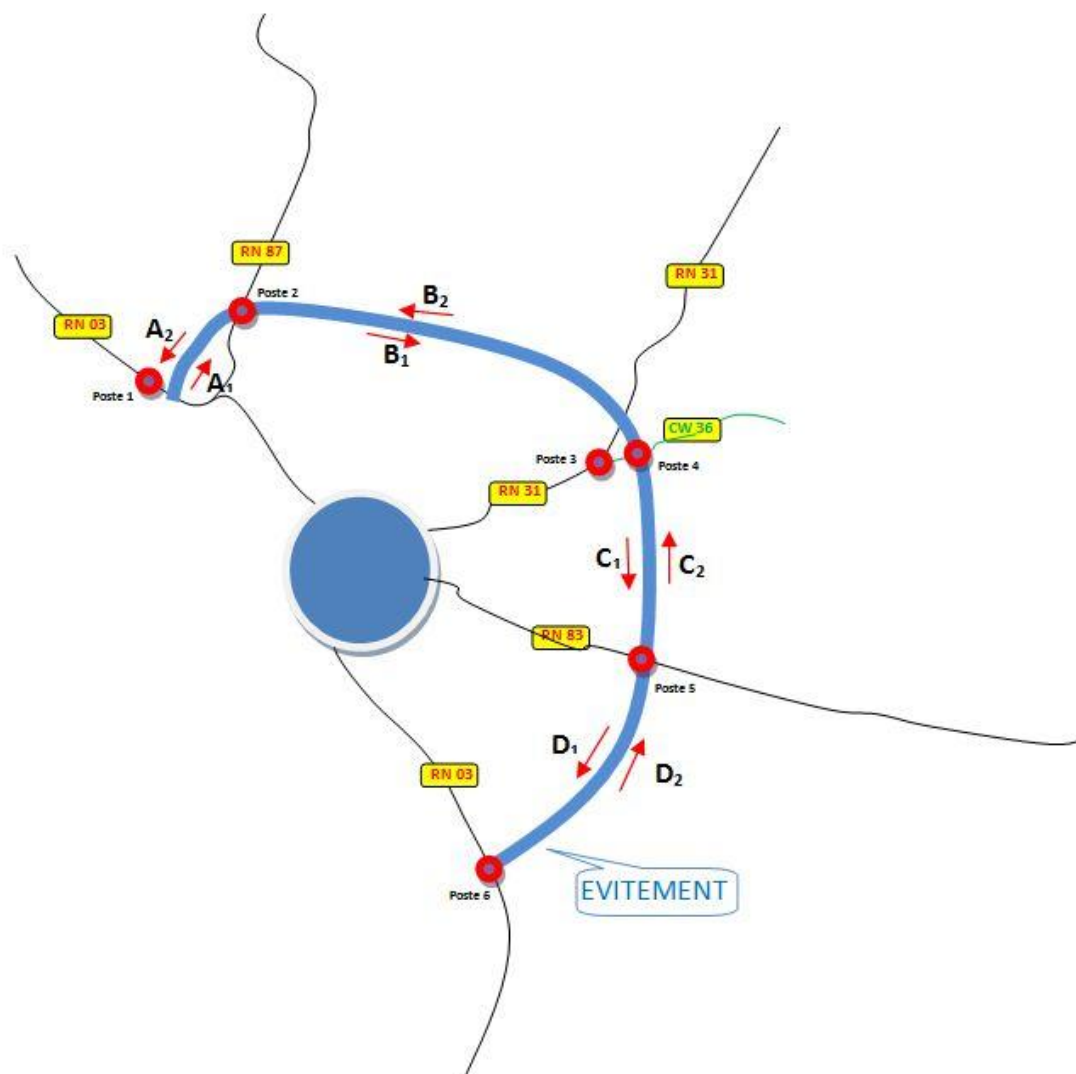 RN 87
Poste 2
RN 31
B₂
RN 03
A₂
B₁
Poste 1
A₁
CW 36
Poste 3
Poste 4
RN 31
C₁
C₂
RN 83
Poste 5
D₁
D₂
RN 03
Poste 6
EVITEMENT